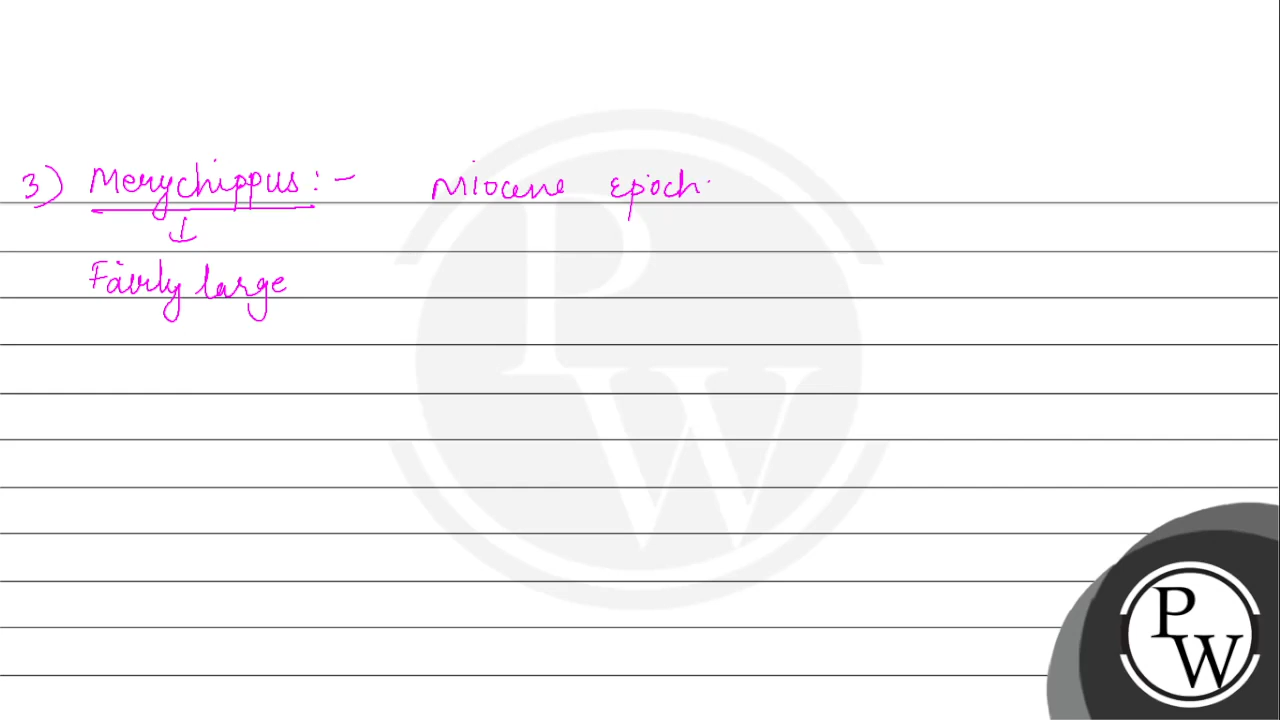 3) Merychippus :- Miocene Epoch.
↓
Fairly large
P W
P W